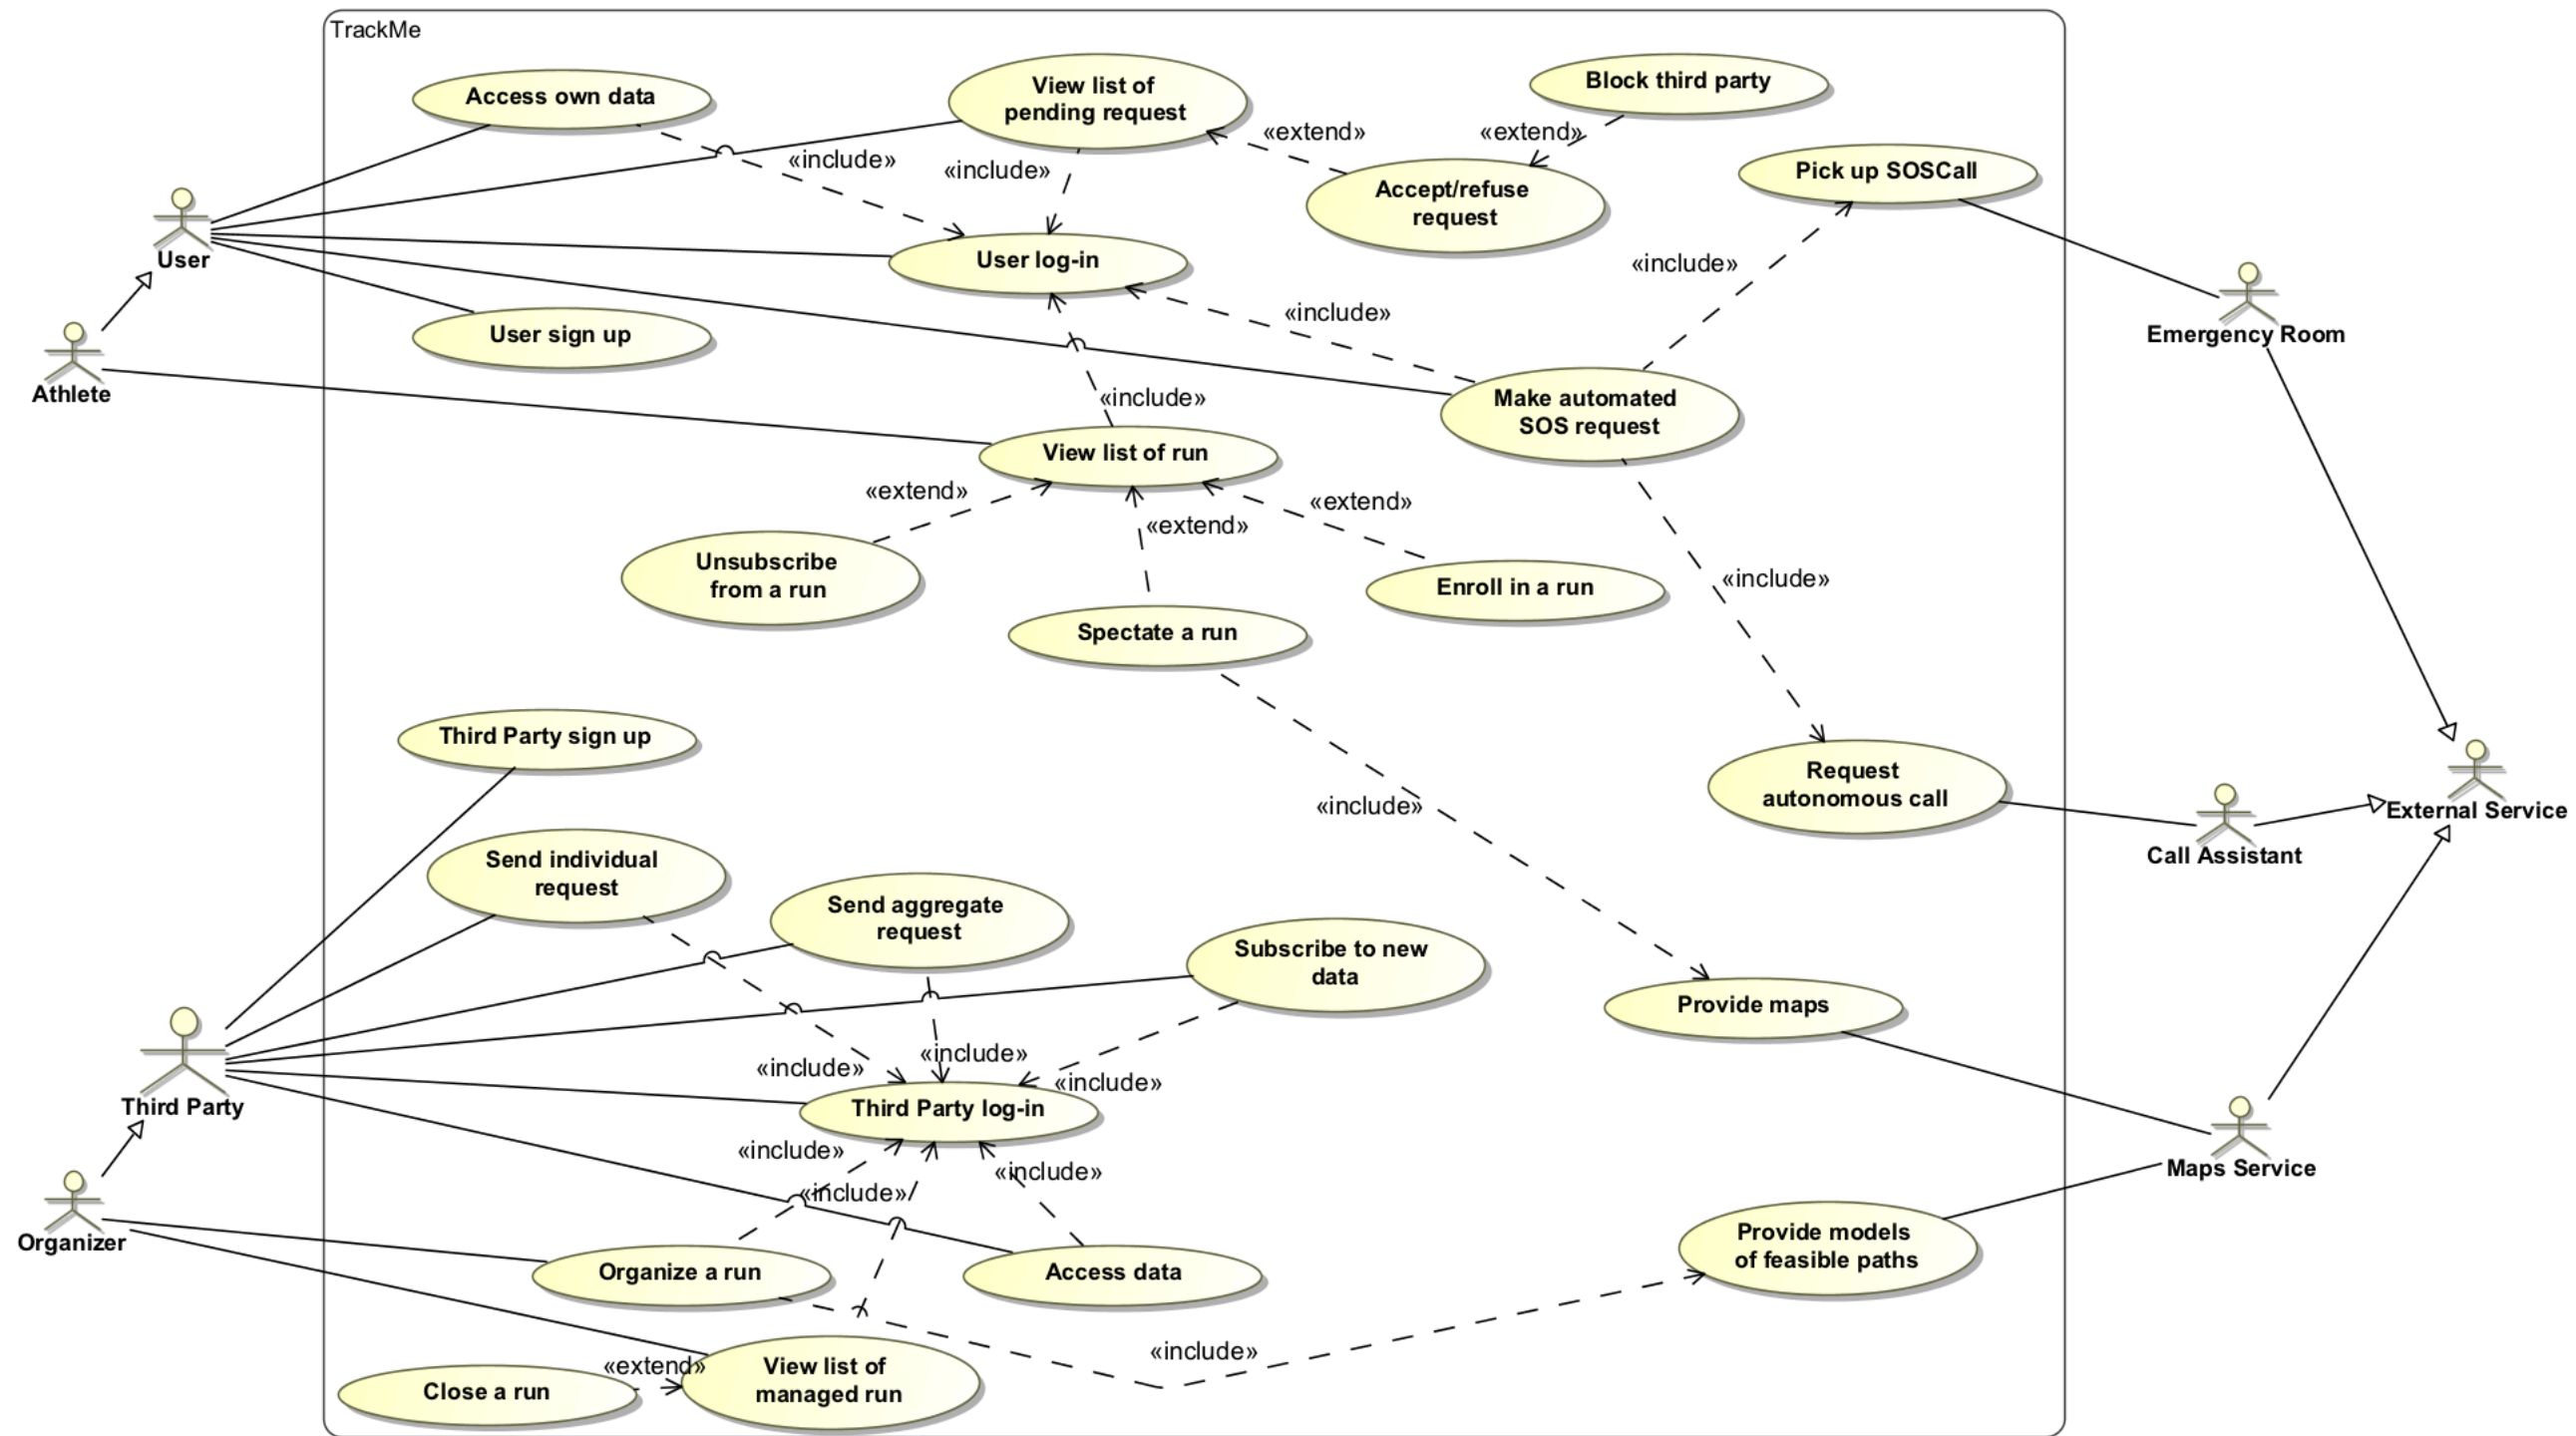 TrackMe
Access own data
View list of
pending request
Block third party
«extend»
«extend»
«include»
«include»
Accept/refuse
request
Pick up SOSCall
User
User log-in
«include»
«include»
User sign up
Emergency Room
Athlete
«include»
Make automated
SOS request
View list of run
«extend»
«extend»
«extend»
Unsubscribe
from a run
Enroll in a run
«include»
Spectate a run
Third Party sign up
Request
autonomous call
«include»
External Service
Call Assistant
Send individual
request
Send aggregate
request
Subscribe to new
data
Provide maps
«include»
«include»
«include»
Third Party
Third Party log-in
«include»
«include»
«include»
Maps Service
Organizer
Provide models
of feasible paths
Organize a run
Access data
«include»
«extend»
View list of
managed run
Close a run